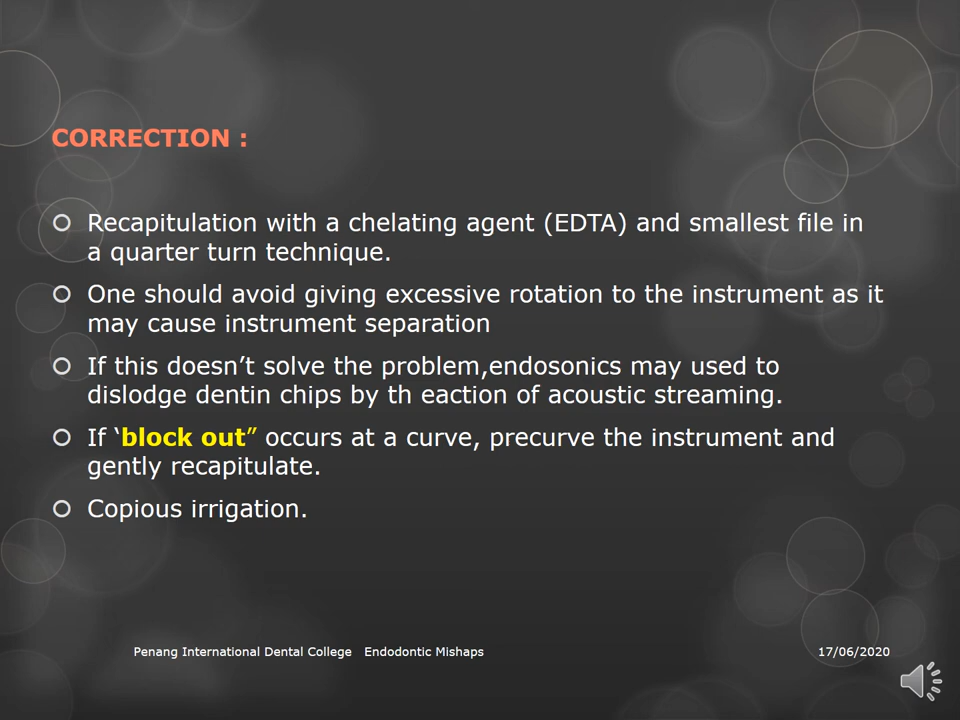 CORRECTION :
Recapitulation with a chelating agent (EDTA) and smallest file in
a quarter turn technique.
One should avoid giving excessive rotation to the instrument as it
may cause instrument separation
If this doesn’t solve the problem,endosonics may used to
dislodge dentin chips by th eaction of acoustic streaming.
If ‘block out” occurs at a curve, precurve the instrument and
gently recapitulate.
Copious irrigation.
Penang International Dental College Endodontic Mishaps 17/06/2020